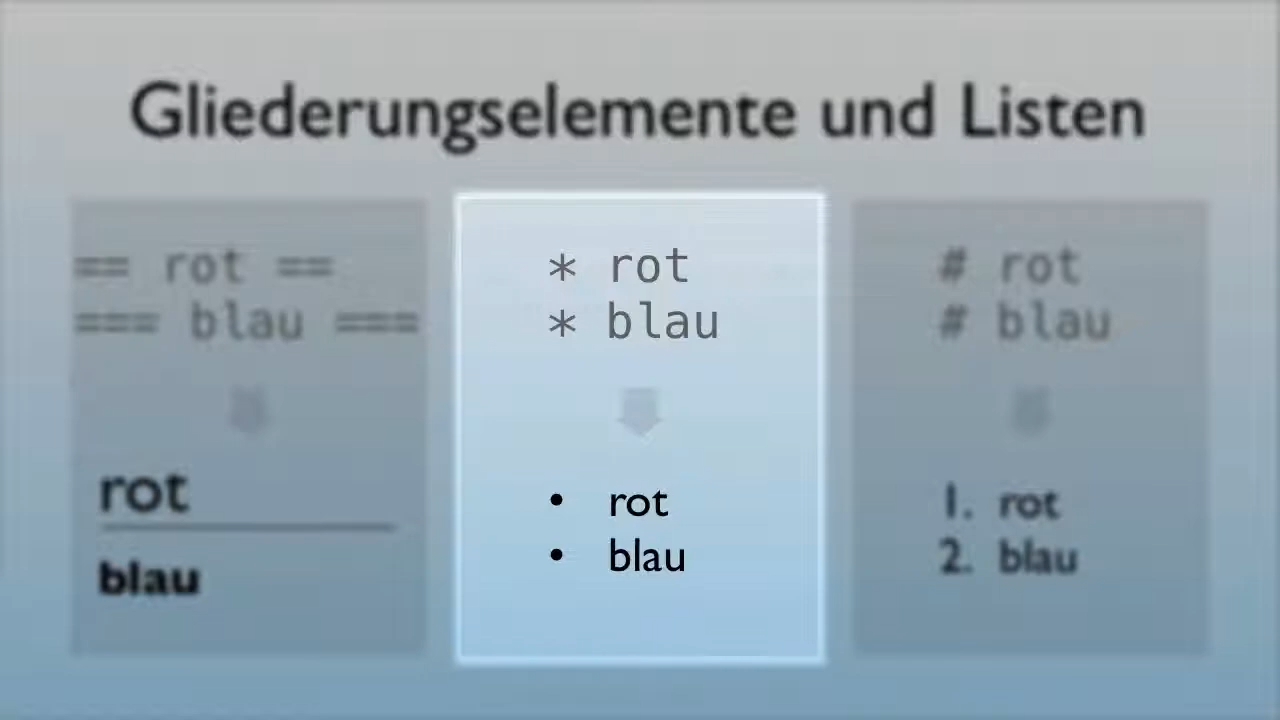 Gliederungselemente und Listen
== rot ==
=== blau ===
rot
blau
* rot
* blau
• rot
• blau
# rot
# blau
1. rot
2. blau